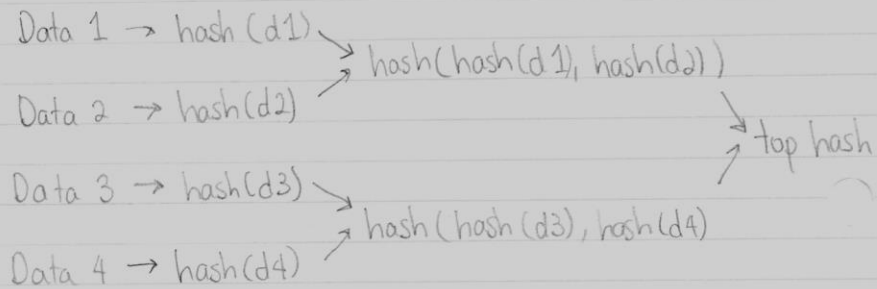 Data 1 → hash (d1)
hash(hash(d1), hash(d2))
Data 2 → hash(d2)
top hash
Data 3 → hash(d3)
hash(hash(d3), hash(d4)
Data 4 → hash(d4)